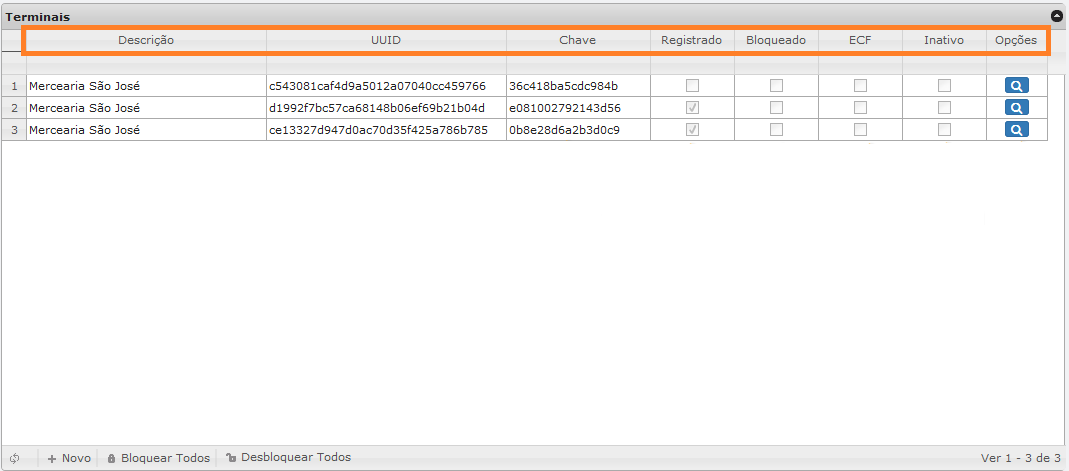 Terminais
Descrição UUID Chave Registrado Bloqueado ECF Inativo Opções
1 Mercearia São José c543081caf4d9a5012a07040cc459766 36c418ba5cdc984b
2 Mercearia São José d1992f7bc57ca68148b06ef69b21b04d e081002792143d56
3 Mercearia São José ce13327d947d0ac70d35f425a786b785 0b8e28d6a2b3d0c9
Novo Bloquear Todos Desbloquear Todos Ver 1 - 3 de 3